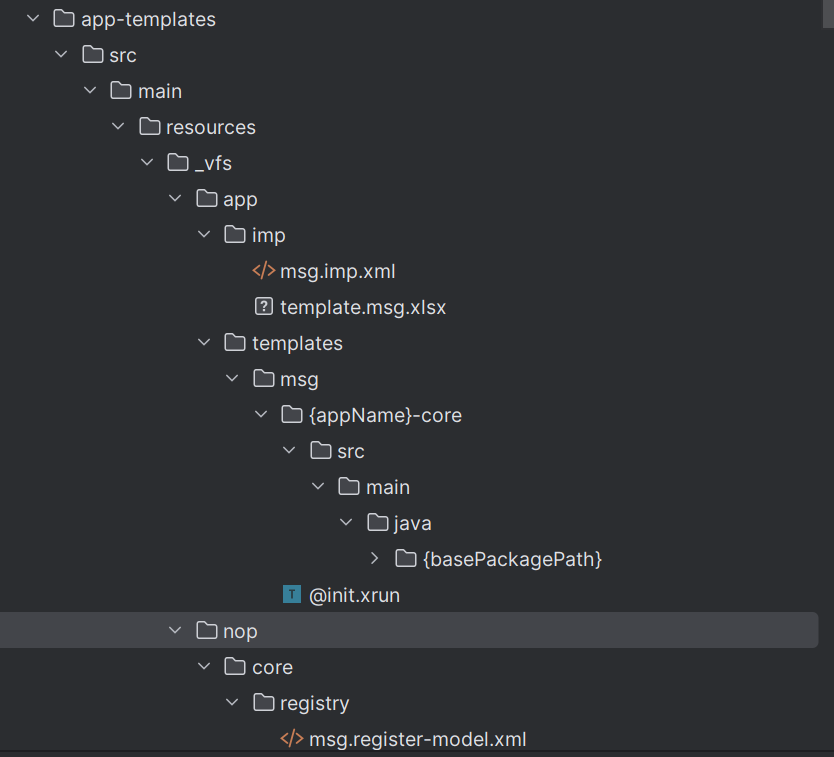 app-templates
src
main
resources
_vfs
app
imp
msg.imp.xml
template.msg.xlsx
templates
msg
{appName}-core
src
main
java
{basePackagePath}
@init.xrun
nop
core
registry
msg.register-model.xml